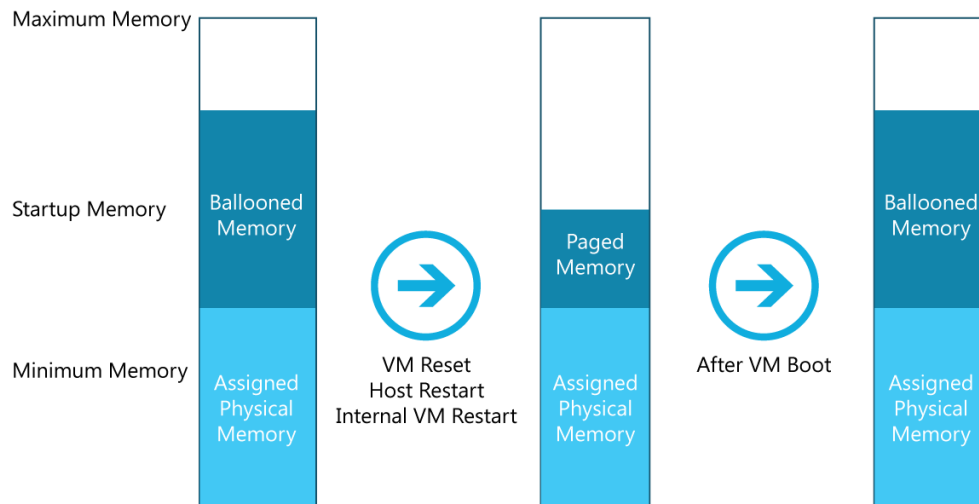 Maximum Memory
Startup Memory
Minimum Memory
Ballooned
Memory
Assigned
Physical
Memory
VM Reset
Host Restart
Internal VM Restart
Paged
Memory
Assigned
Physical
Memory
After VM Boot
Ballooned
Memory
Assigned
Physical
Memory